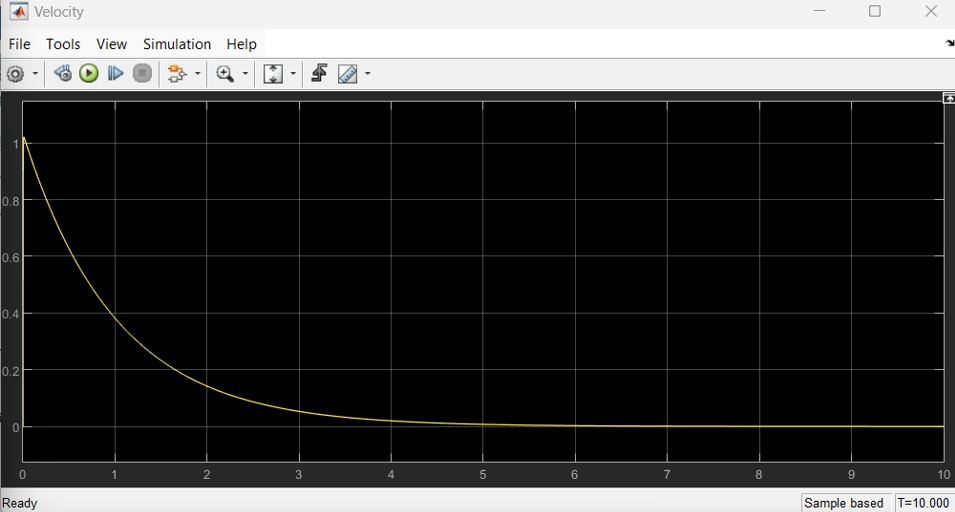 Velocity
File Tools View Simulation Help
1
0.8
0.6
0.4
0.2
0
0 1 2 3 4 5 6 7 8 9 10
Ready Sample based T=10.000